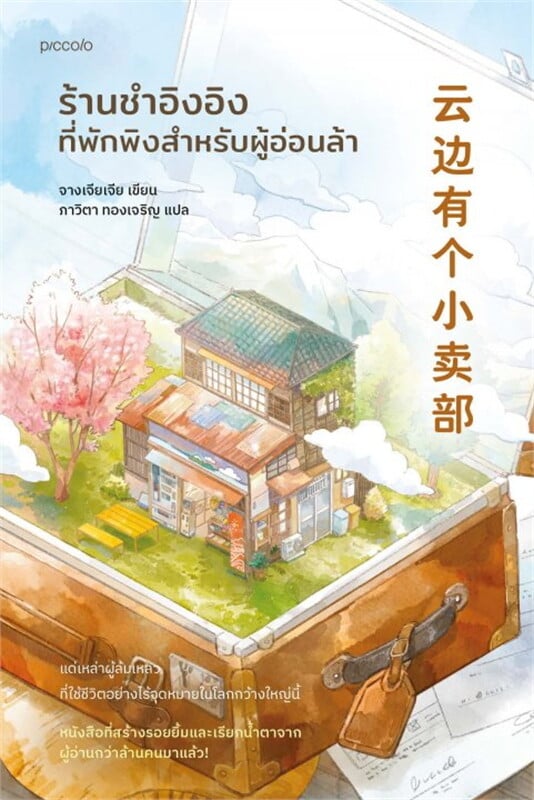 piccolo
ร้านชำอิงอิง
ที่พักพิงสำหรับผู้อ่อนล้า
จางเจียเจีย เขียน
ภาวิตา ทองเจริญ แปล
云边有个小卖部
แด่เหล่าผู้ล้มเหลว
ที่ใช้ชีวิตอย่างไร้จุดหมายในโลกกว้างใหญ่นี้
หนังสือที่สร้างรอยยิ้มและเรียกน้ำตาจาก
ผู้อ่านกว่าล้านคนมาแล้ว!